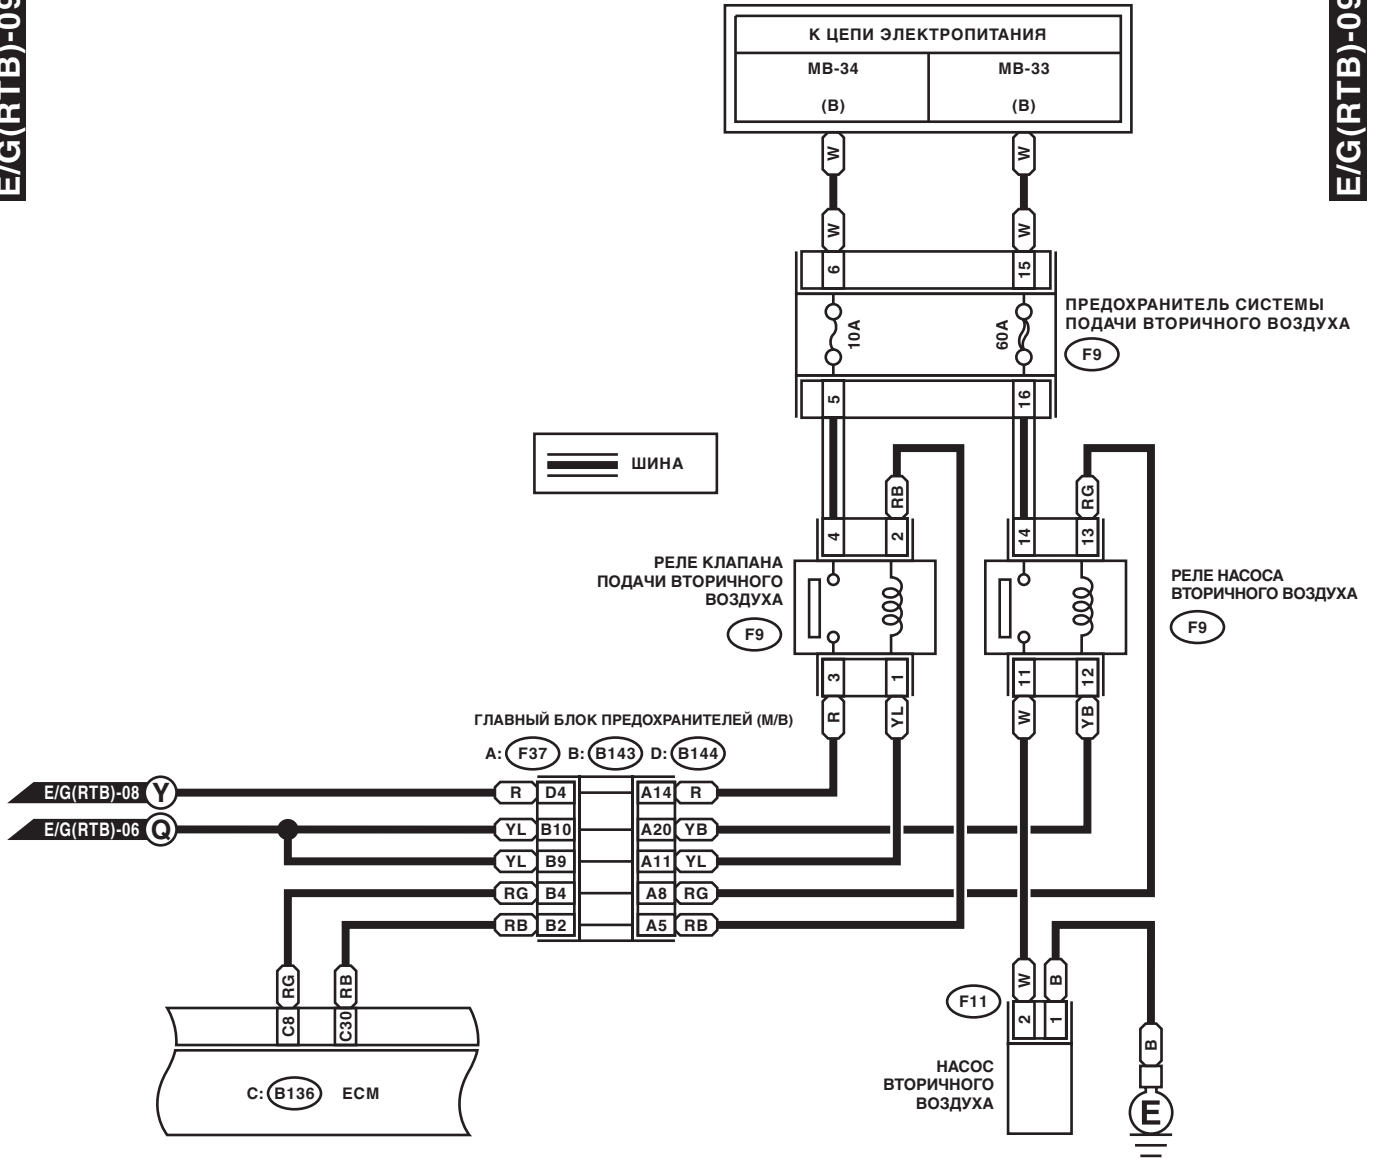 E/G(RTB)-09
E/G(RTB)-09
К ЦЕПИ ЭЛЕКТРОПИТАНИЯ
MB-34
MB-33
(B)
(B)
W
W
W
W
6
15
ПРЕДОХРАНИТЕЛЬ СИСТЕМЫ
ПОДАЧИ ВТОРИЧНОГО ВОЗДУХА
10A
60A
F9
5
16
ШИНА
RB
RG
4
2
14
13
РЕЛЕ КЛАПАНА
ПОДАЧИ ВТОРИЧНОГО
ВОЗДУХА
F9
РЕЛЕ НАСОСА
ВТОРИЧНОГО ВОЗДУХА
F9
3
1
11
12
R
YL
W
YB
ГЛАВНЫЙ БЛОК ПРЕДОХРАНИТЕЛЕЙ (M/B)
A: F37 B: B143 D: B144
E/G(RTB)-08 Y
R D4 A14 R
E/G(RTB)-06 Q
YL B10 A20 YB
YL B9 A11 YL
RG B4 A8 RG
RB B2 A5 RB
RG
RB
C8
C30
C: B136 ECM
W
B
F11
2
1
НАСОС
ВТОРИЧНОГО
ВОЗДУХА
B
E